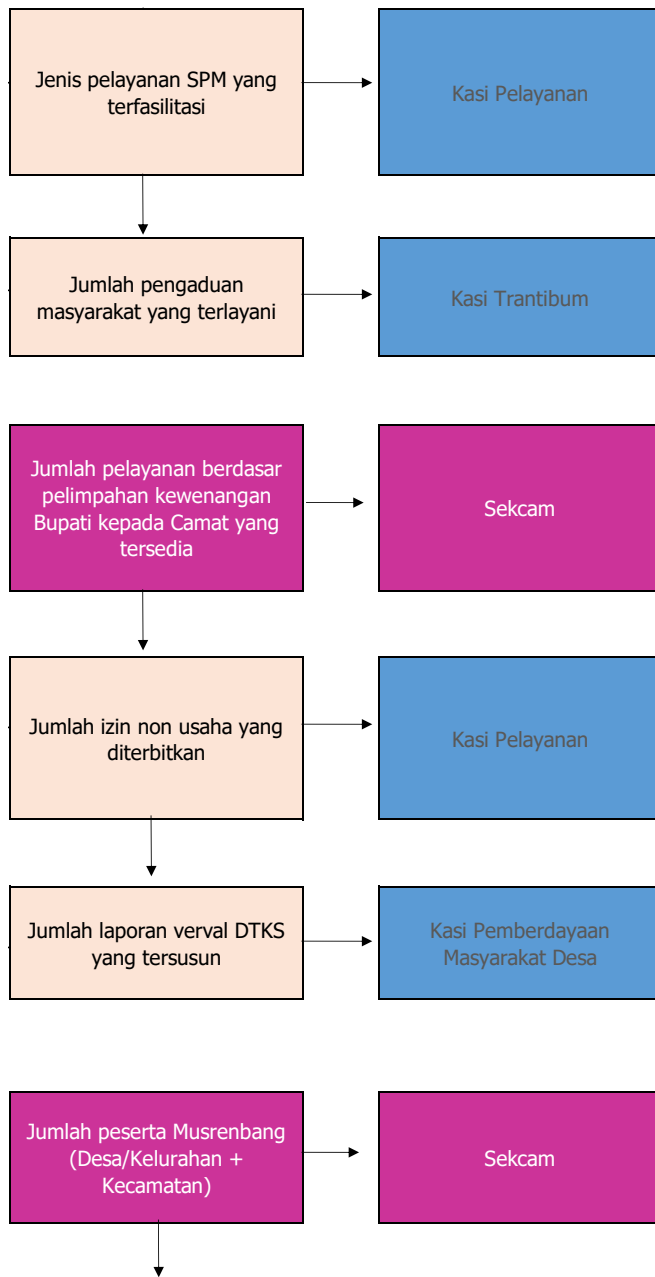 Jenis pelayanan SPM yang
terfasilitasi
Kasi Pelayanan
Jumlah pengaduan
masyarakat yang terlayani
Kasi Trantibum
Jumlah pelayanan berdasar
pelimpahan kewenangan
Bupati kepada Camat yang
tersedia
Sekcam
Jumlah izin non usaha yang
diterbitkan
Kasi Pelayanan
Jumlah laporan verval DTKS
yang tersusun
Kasi Pemberdayaan
Masyarakat Desa
Jumlah peserta Musrenbang
(Desa/Kelurahan +
Kecamatan)
Sekcam